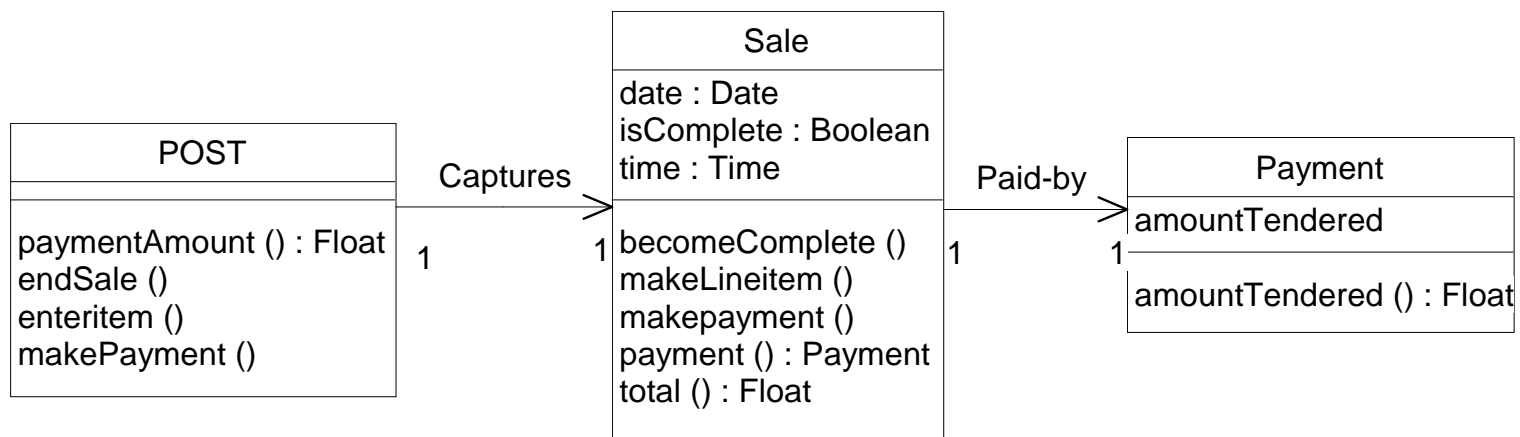 POST
paymentAmount () : Float
endSale ()
enteritem ()
makePayment ()
Captures
1
1
Sale
date : Date
isComplete : Boolean
time : Time
becomeComplete ()
makeLineitem ()
makepayment ()
payment () : Payment
total () : Float
Paid-by
1
1
Payment
amountTendered
amountTendered () : Float